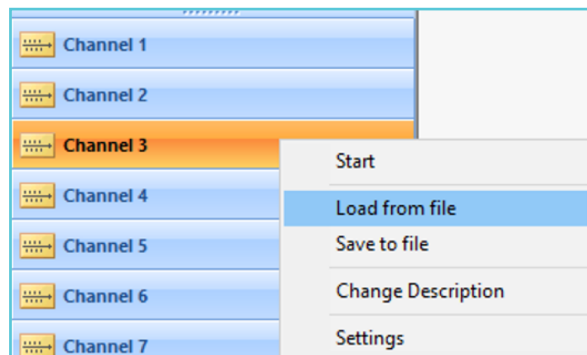 Channel 1
Channel 2
Channel 3
Start
Channel 4
Load from file
Save to file
Channel 5
Change Description
Channel 6
Settings
Channel 7